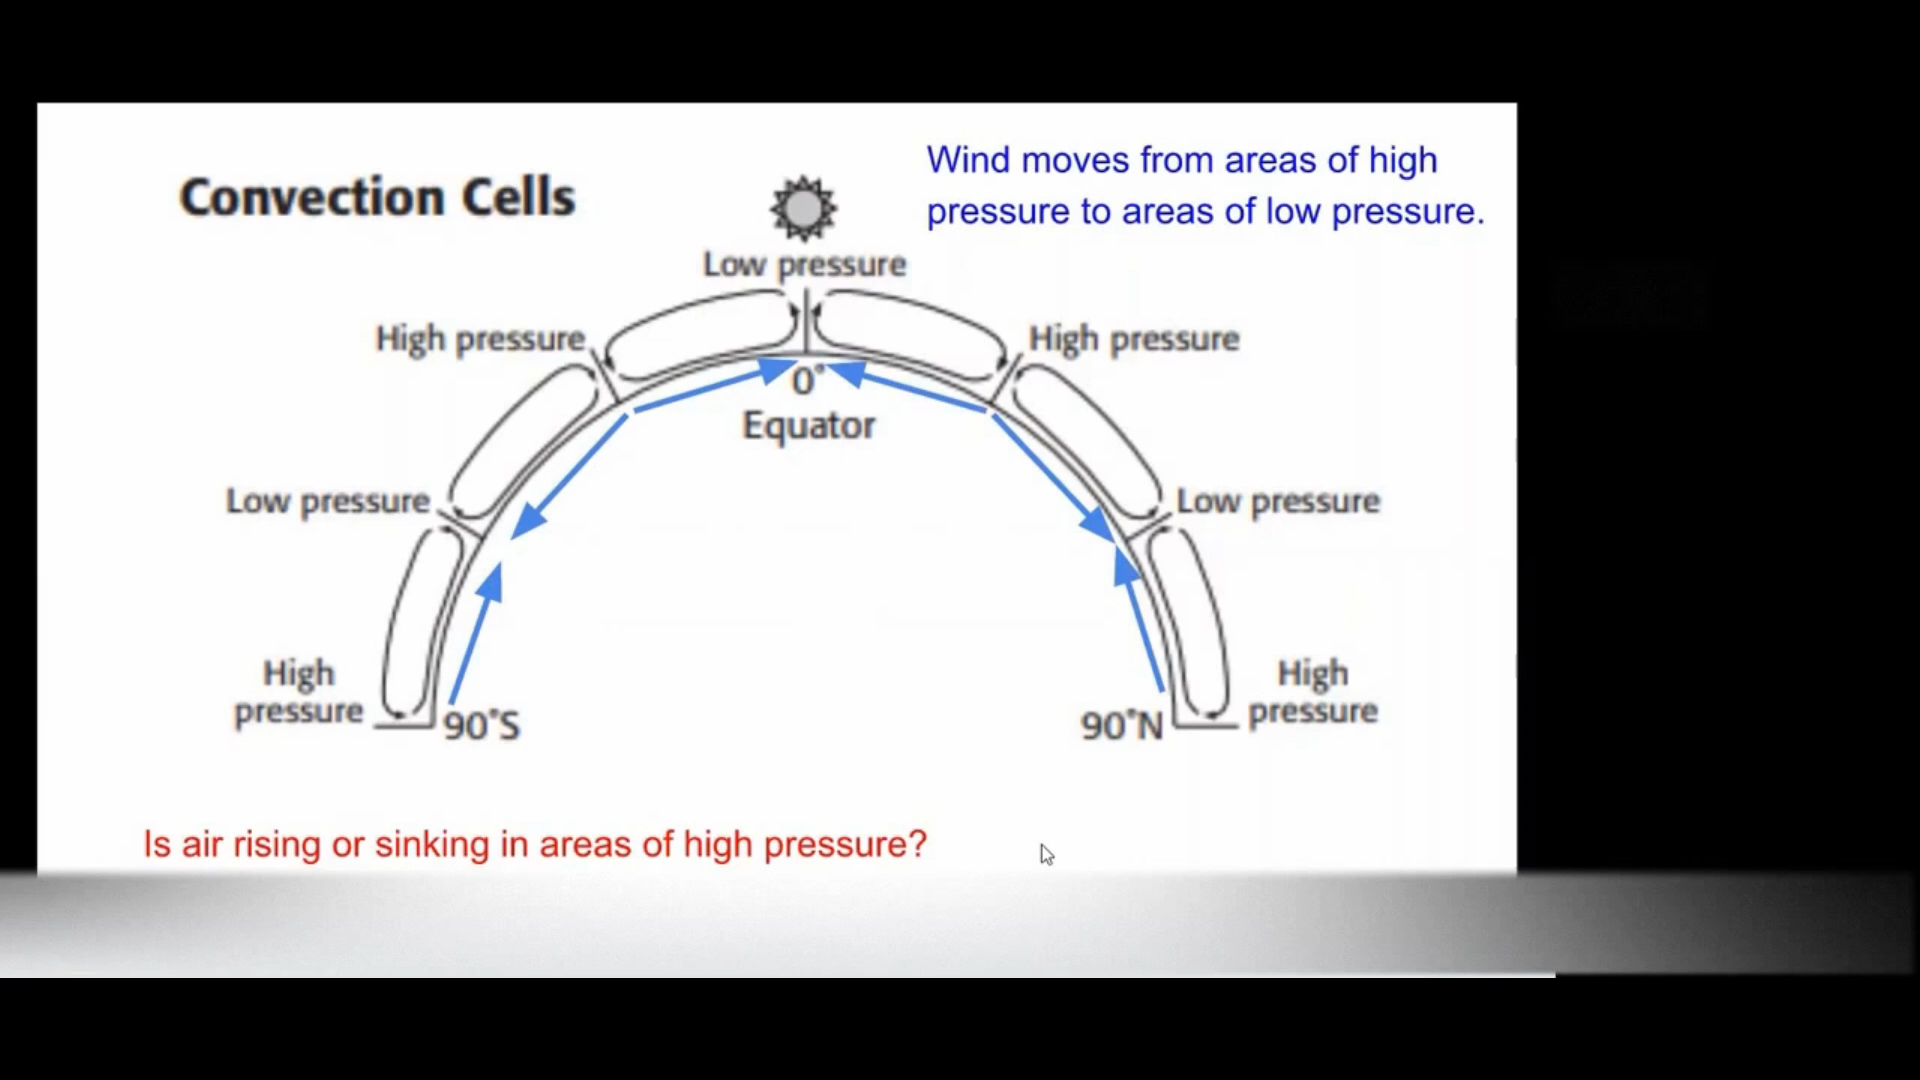 Convection Cells
Wind moves from areas of high
pressure to areas of low pressure.
Low pressure
High pressure
High pressure
0°
Equator
Low pressure
Low pressure
High
pressure
90°S
90°N
High
pressure
Is air rising or sinking in areas of high pressure?